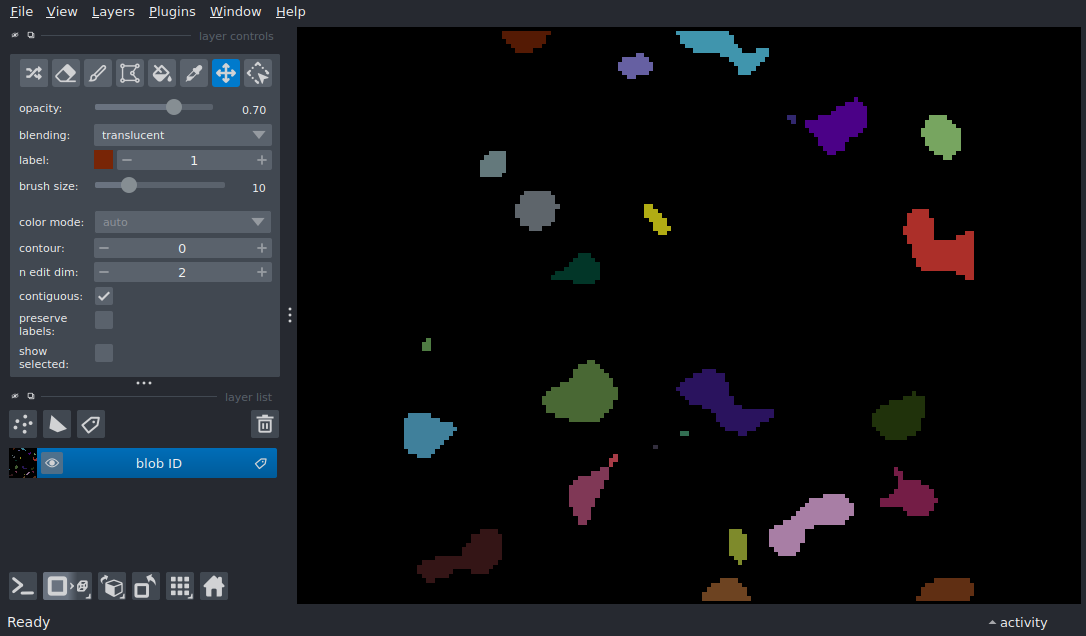 File View Layers Plugins Window Help
layer controls
opacity: 0.70
blending: translucent
label: 1
brush size: 10
color mode: auto
contour: 0
n edit dim: 2
contiguous:
preserve
labels:
show
selected:
layer list
blob ID
Ready
activity